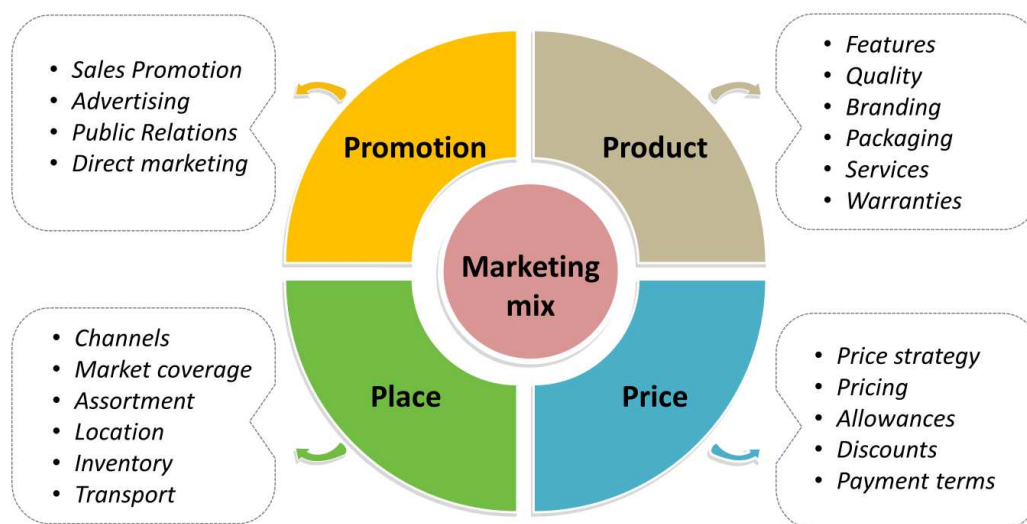 • Sales Promotion
• Advertising
• Public Relations
• Direct marketing
Promotion
Product
• Features
• Quality
• Branding
• Packaging
• Services
• Warranties
Marketing
mix
• Channels
• Market coverage
• Assortment
• Location
• Inventory
• Transport
Place
Price
• Price strategy
• Pricing
• Allowances
• Discounts
• Payment terms